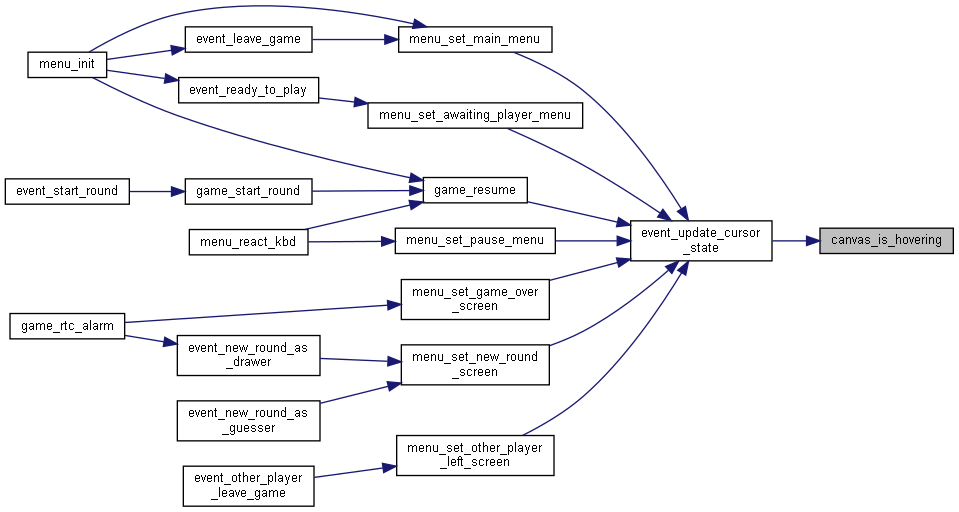 event_leave_game
menu_set_main_menu
menu_init
event_ready_to_play
menu_set_awaiting_player_menu
event_start_round
game_start_round
game_resume
menu_react_kbd
menu_set_pause_menu
event_update_cursor
_state
canvas_is_hovering
menu_set_game_over
_screen
game_rtc_alarm
event_new_round_as
_drawer
menu_set_new_round
_screen
event_new_round_as
_guesser
menu_set_other_player
_left_screen
event_other_player
_leave_game